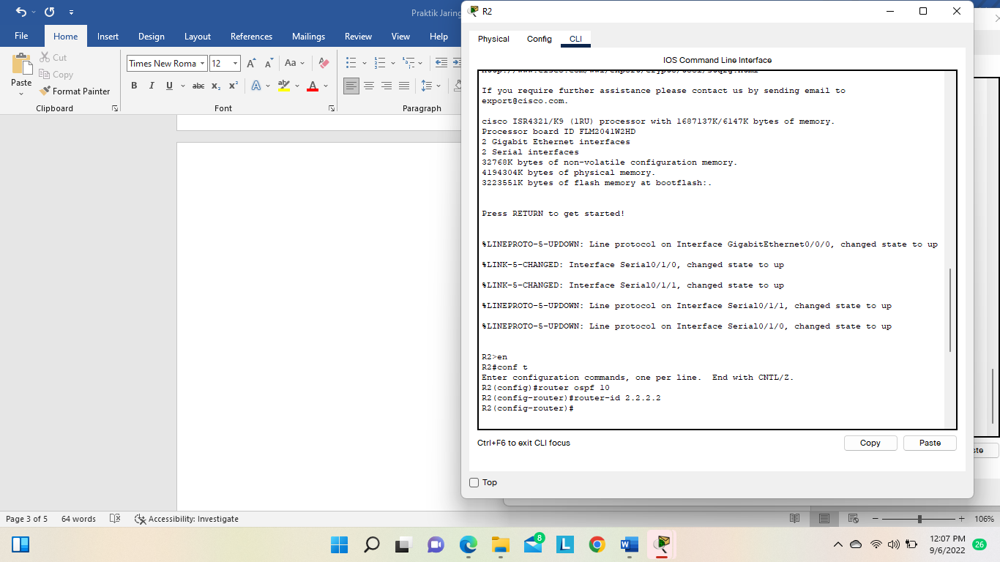 Praktik Jaring
R2
File Home Insert Design Layout References Mailings Review View Help
Physical Config CLI
IOS Command Line Interface
Cut
Copy
Paste
Format Painter
Times New Roma 12
Clipboard Font Paragraph
If you require further assistance please contact us by sending email to
export@cisco.com.
cisco ISR4321/K9 (1RU) processor with 1687137K/6147K bytes of memory.
Processor board ID FLM2041W2HD
2 Gigabit Ethernet interfaces
2 Serial interfaces
32768K bytes of non-volatile configuration memory.
4194304K bytes of physical memory.
3223551K bytes of flash memory at bootflash:.
Press RETURN to get started!
%LINEPROTO-5-UPDOWN: Line protocol on Interface GigabitEthernet0/0/0, changed state to up
%LINK-5-CHANGED: Interface Serial0/1/0, changed state to up
%LINK-5-CHANGED: Interface Serial0/1/1, changed state to up
%LINEPROTO-5-UPDOWN: Line protocol on Interface Serial0/1/1, changed state to up
%LINEPROTO-5-UPDOWN: Line protocol on Interface Serial0/1/0, changed state to up
R2>en
R2#conf t
Enter configuration commands, one per line.  End with CNTL/Z.
R2(config)#router ospf 10
R2(config-router)#router-id 2.2.2.2
R2(config-router)#
Ctrl+F6 to exit CLI focus
Copy Paste
ste
Top
Page 3 of 5 64 words Accessibility: Investigate 106%
8
12:07 PM
9/6/2022
26